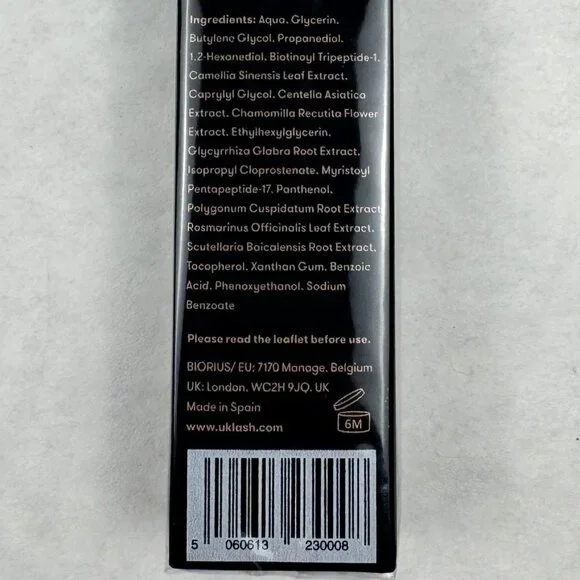 Ingredients: Aqua, Glycerin,
Butylene Glycol, Propanediol,
1,2-Hexanediol, Biotinoyl Tripeptide-1,
Camellia Sinensis Leaf Extract,
Caprylyl Glycol, Centella Asiatica
Extract, Chamomilla Recutita Flower
Extract, Ethylhexylglycerin,
Glycyrrhiza Glabra Root Extract,
Isopropyl Cloprostenate, Myristoyl
Pentapeptide-17, Panthenol,
Polygonum Cuspidatum Root Extract
Rosmarinus Officinalis Leaf Extract,
Scutellaria Baicalensis Root Extract,
Tocopherol, Xanthan Gum, Benzoic
Acid, Phenoxyethanol, Sodium
Benzoate
Please read the leaflet before use.
BIORIUS/ EU: 7170 Manage, Belgium
UK: London, WC2H 9JQ, UK
Made in Spain
www.uklash.com
6M
5 060613 230008